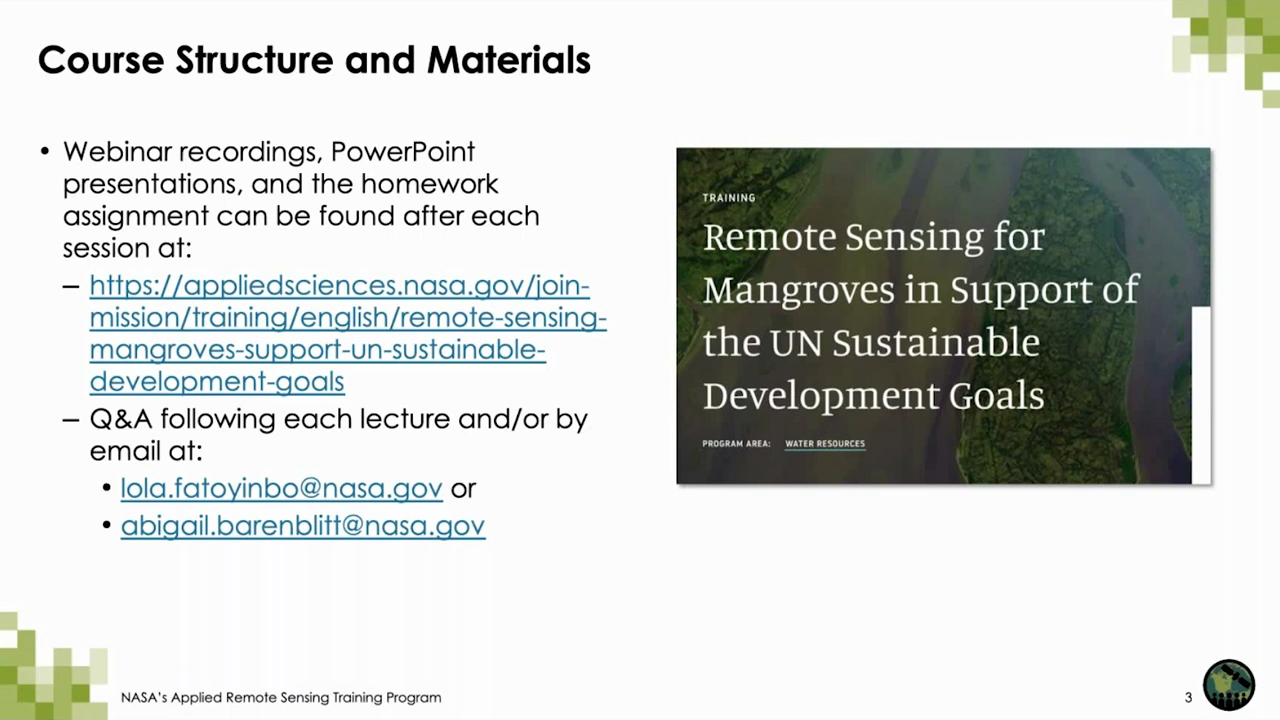 Course Structure and Materials
• Webinar recordings, PowerPoint
presentations, and the homework
assignment can be found after each
session at:
– https://appliedsciences.nasa.gov/join-
mission/training/english/remote-sensing-
mangroves-support-un-sustainable-
development-goals
– Q&A following each lecture and/or by
email at:
• lola.fatoyinbo@nasa.gov or
• abigail.barenblitt@nasa.gov
TRAINING
Remote Sensing for
Mangroves in Support of
the UN Sustainable
Development Goals
PROGRAM AREA: WATER RESOURCES
NASA's Applied Remote Sensing Training Program
3